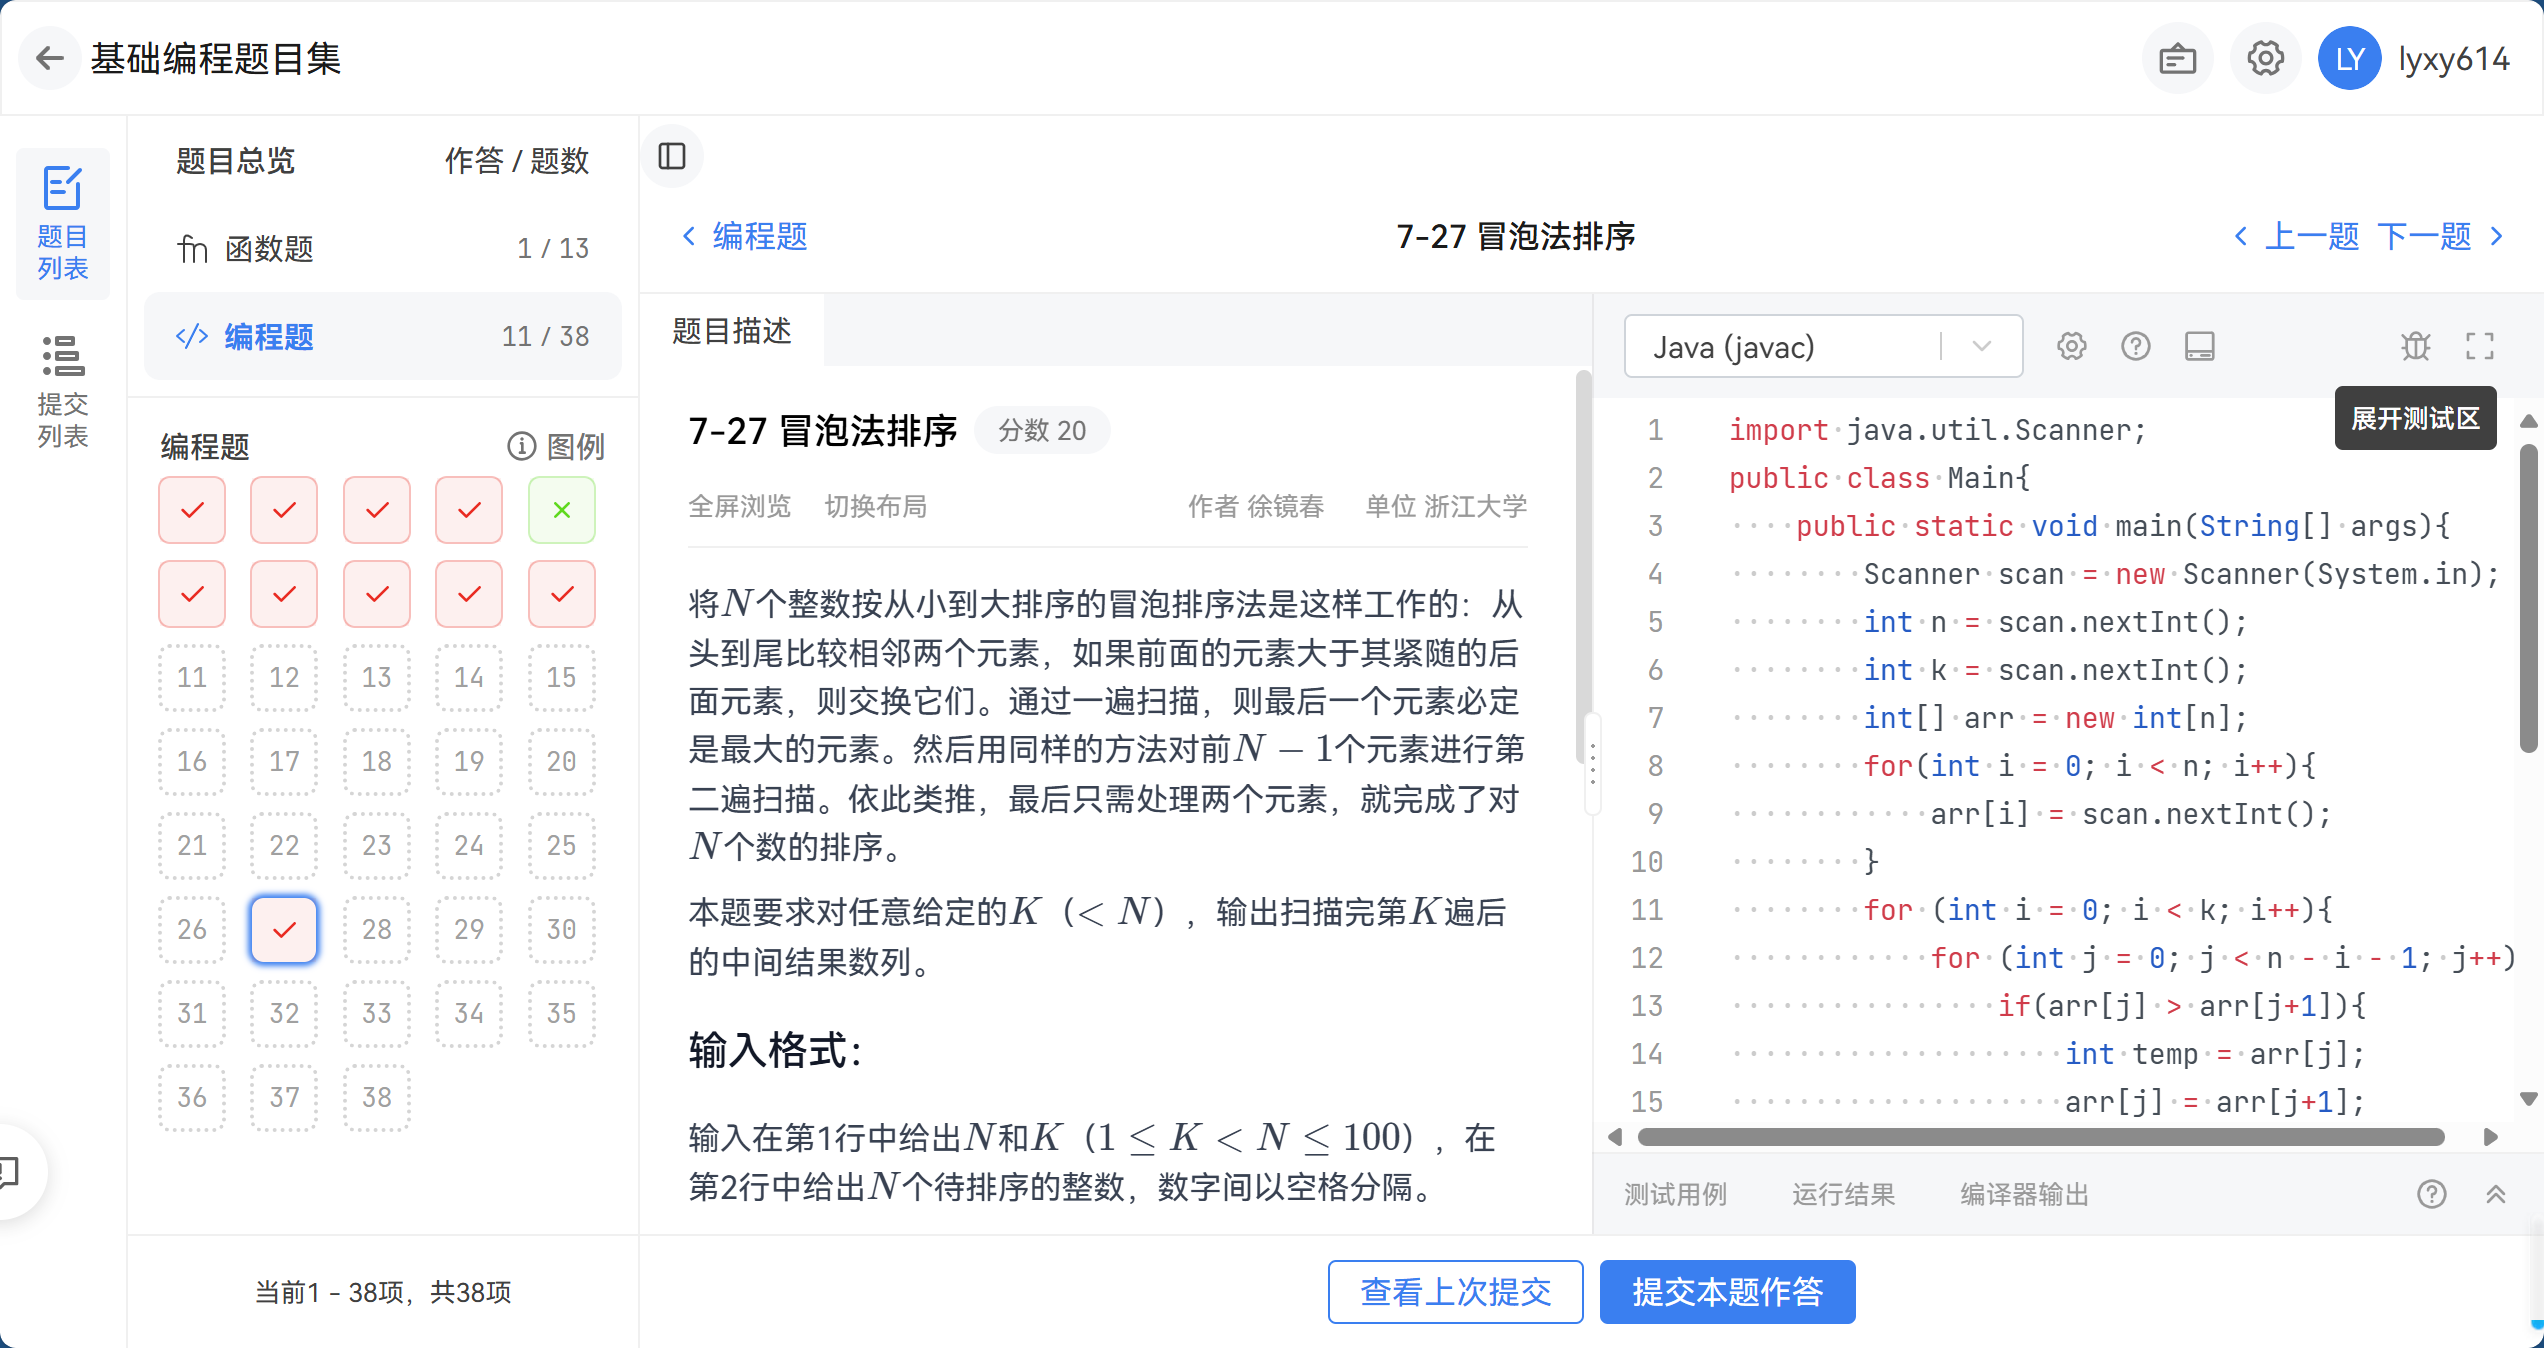 基础编程题目集
LY lyxy614
题目列表
提交列表
题目总览 作答 / 题数
fn 函数题 1 / 13
</> 编程题 11 / 38
编程题 图例
11 12 13 14 15
16 17 18 19 20
21 22 23 24 25
26 28 29 30
31 32 33 34 35
36 37 38
当前1 - 38项，共38项
编程题 7-27 冒泡法排序 上一题 下一题
题目描述
7-27 冒泡法排序 分数 20
全屏浏览 切换布局 作者 徐镜春 单位 浙江大学
将N个整数按从小到大排序的冒泡排序法是这样工作的：从
头到尾比较相邻两个元素，如果前面的元素大于其紧随的后
面元素，则交换它们。通过一遍扫描，则最后一个元素必定
是最大的元素。然后用同样的方法对前N − 1个元素进行第
二遍扫描。依此类推，最后只需处理两个元素，就完成了对
N个数的排序。
本题要求对任意给定的K（< N），输出扫描完第K遍后
的中间结果数列。
输入格式：
输入在第1行中给出N和K（1 ≤ K < N ≤ 100），在
第2行中给出N个待排序的整数，数字间以空格分隔。
Java (javac)
展开测试区
1 import java.util.Scanner;
2 public class Main{
3 public static void main(String[] args){
4 Scanner scan = new Scanner(System.in);
5 int n = scan.nextInt();
6 int k = scan.nextInt();
7 int[] arr = new int[n];
8 for(int i = 0; i < n; i++){
9 arr[i] = scan.nextInt();
10 }
11 for (int i = 0; i < k; i++){
12 for (int j = 0; j < n - i - 1; j++)
13 if(arr[j] > arr[j+1]){
14 int temp = arr[j];
15 arr[j] = arr[j+1];
测试用例 运行结果 编译器输出
查看上次提交 提交本题作答